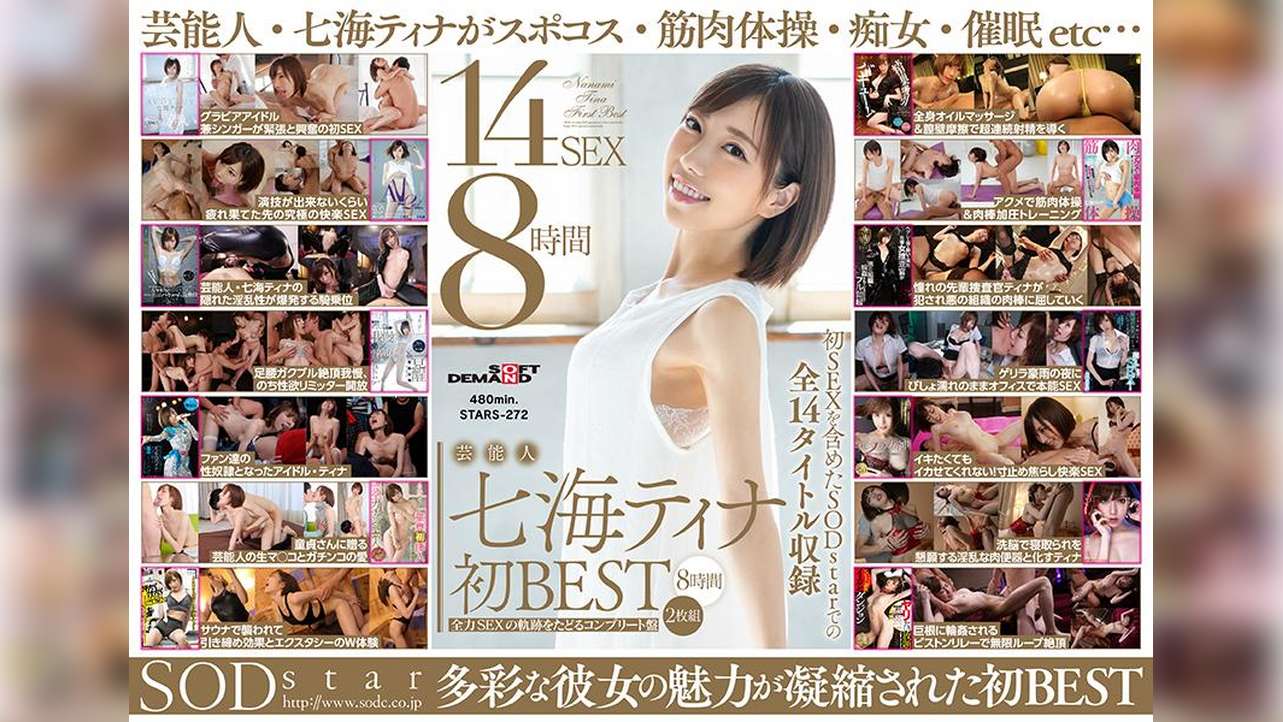 芸能人・七海ティナがスポコス・筋肉体操・痴女・催眠 etc…
グラビアアイドル
兼シンガーが緊張と興奮の初SEX
演技が出来ないくらい
疲れ果てた先の究極の快楽SEX
芸能人・七海ティナの
隠れた淫乱性が爆発する騎乗位
足腰ガクブル絶頂我慢、
のち性欲リミッター開放
ファン達の
性奴隷となったアイドル・ティナ
童貞さんに贈る
芸能人の生マ〇コとガチンコの愛
サウナで襲われて
引き締め効果とエクスタシーのW体験
14SEX
Nanami
Tina
First Best
8時間
SOFT
DEMAND
480min.
STARS-272
芸能人
七海ティナ
初BEST
8時間
2枚組
全力SEXの軌跡をたどるコンプリート盤
初SEXを含めたSODstarでの
全14タイトル収録
全身オイルマッサージ
&膣壁摩擦で超連続射精を導く
アクメで筋肉体操
&肉棒加圧トレーニング
筋肉
体操
憧れの先輩捜査官ティナが
犯され悪の組織の肉棒に屈していく
ゲリラ豪雨の夜に
びしょ濡れのままオフィスで本能SEX
イキたくても
イカせてくれない!寸止め焦らし快楽SEX
洗脳で寝取られを
懇願する淫乱な肉便器と化すティナ
巨根に輪姦される
ピストンリレーで無限ループ絶頂
SODstar
http://www.sodc.co.jp
多彩な彼女の魅力が凝縮された初BEST